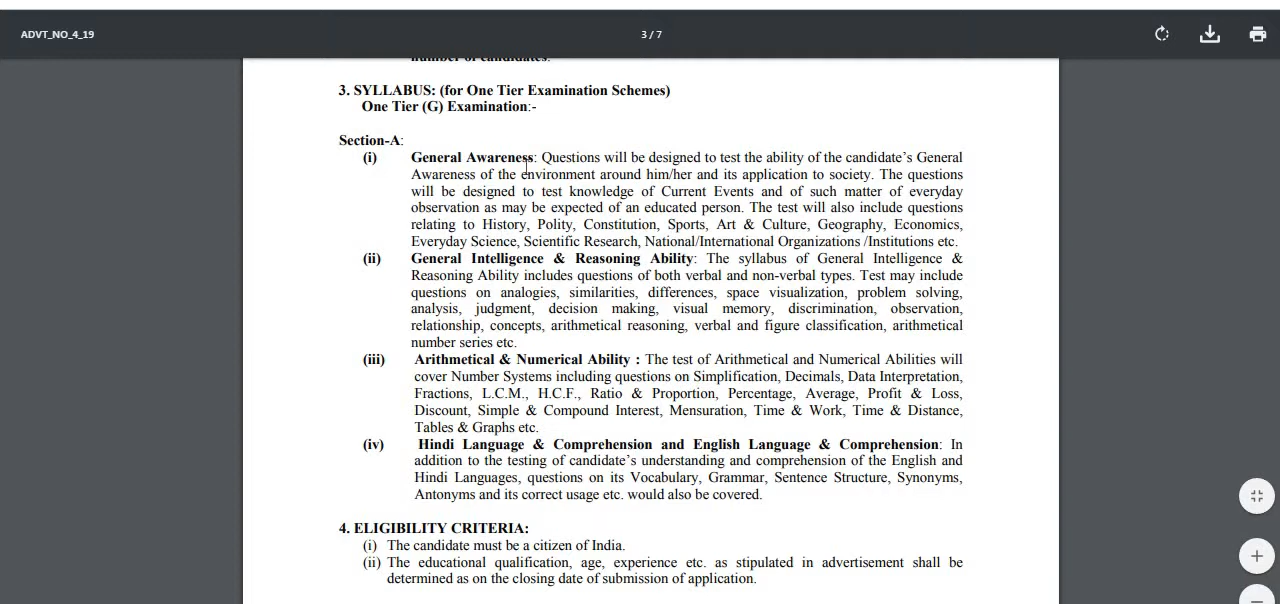 ADVT_NO_4_19
3 / 7
number of candidates.
3. SYLLABUS: (for One Tier Examination Schemes)
One Tier (G) Examination:-
Section-A:
(i) General Awareness: Questions will be designed to test the ability of the candidate's General
Awareness of the environment around him/her and its application to society. The questions
will be designed to test knowledge of Current Events and of such matter of everyday
observation as may be expected of an educated person. The test will also include questions
relating to History, Polity, Constitution, Sports, Art & Culture, Geography, Economics,
Everyday Science, Scientific Research, National/International Organizations /Institutions etc.
(ii) General Intelligence & Reasoning Ability: The syllabus of General Intelligence &
Reasoning Ability includes questions of both verbal and non-verbal types. Test may include
questions on analogies, similarities, differences, space visualization, problem solving,
analysis, judgment, decision making, visual memory, discrimination, observation,
relationship, concepts, arithmetical reasoning, verbal and figure classification, arithmetical
number series etc.
(iii) Arithmetical & Numerical Ability : The test of Arithmetical and Numerical Abilities will
cover Number Systems including questions on Simplification, Decimals, Data Interpretation,
Fractions, L.C.M., H.C.F., Ratio & Proportion, Percentage, Average, Profit & Loss,
Discount, Simple & Compound Interest, Mensuration, Time & Work, Time & Distance,
Tables & Graphs etc.
(iv) Hindi Language & Comprehension and English Language & Comprehension: In
addition to the testing of candidate's understanding and comprehension of the English and
Hindi Languages, questions on its Vocabulary, Grammar, Sentence Structure, Synonyms,
Antonyms and its correct usage etc. would also be covered.
4. ELIGIBILITY CRITERIA:
(i) The candidate must be a citizen of India.
(ii) The educational qualification, age, experience etc. as stipulated in advertisement shall be
determined as on the closing date of submission of application.